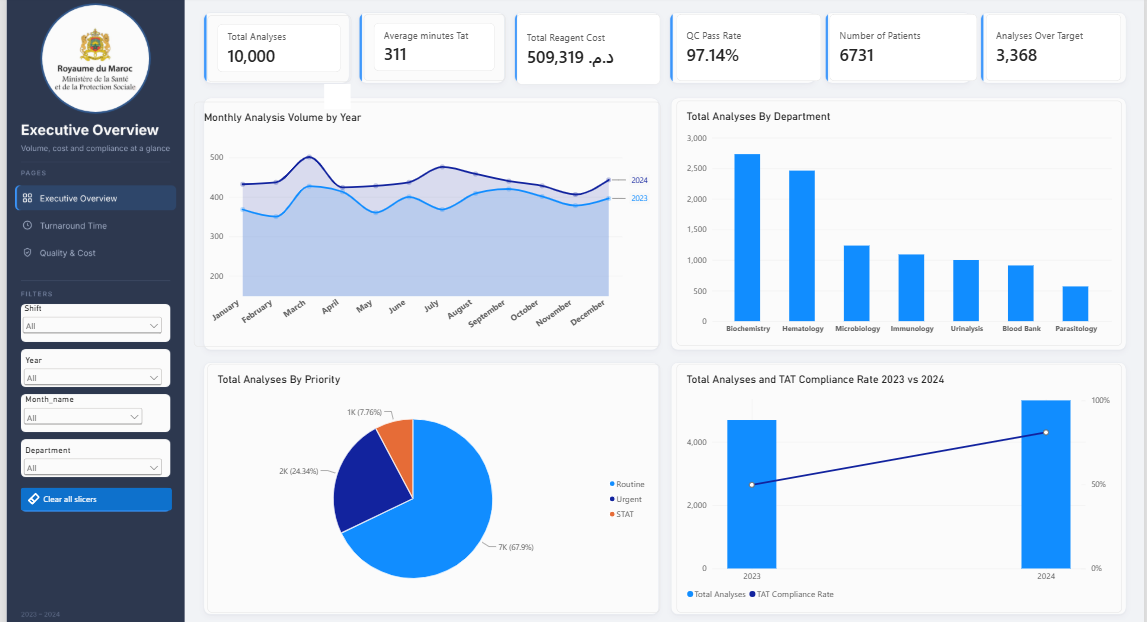 Royaume du Maroc
Ministère de la Santé
et de la Protection Sociale
Executive Overview
Volume, cost and compliance at a glance
PAGES
Executive Overview
Turnaround Time
Quality & Cost
FILTERS
Shift
All
Year
All
Month_name
All
Department
All
Clear all slicers
2023 – 2024
Total Analyses
10,000
Average minutes Tat
311
Total Reagent Cost
509,319 د.م.
QC Pass Rate
97.14%
Number of Patients
6731
Analyses Over Target
3,368
Monthly Analysis Volume by Year
500
400
300
200
2024
2023
January
February
March
April
May
June
July
August
September
October
November
December
Total Analyses By Department
3,000
2,500
2,000
1,500
1,000
500
0
Biochemistry
Hematology
Microbiology
Immunology
Urinalysis
Blood Bank
Parasitology
Total Analyses By Priority
1K (7.76%)
2K (24.34%)
7K (67.9%)
Routine
Urgent
STAT
Total Analyses and TAT Compliance Rate 2023 vs 2024
4,000
2,000
0
100%
50%
0%
2023
2024
Total Analyses
TAT Compliance Rate